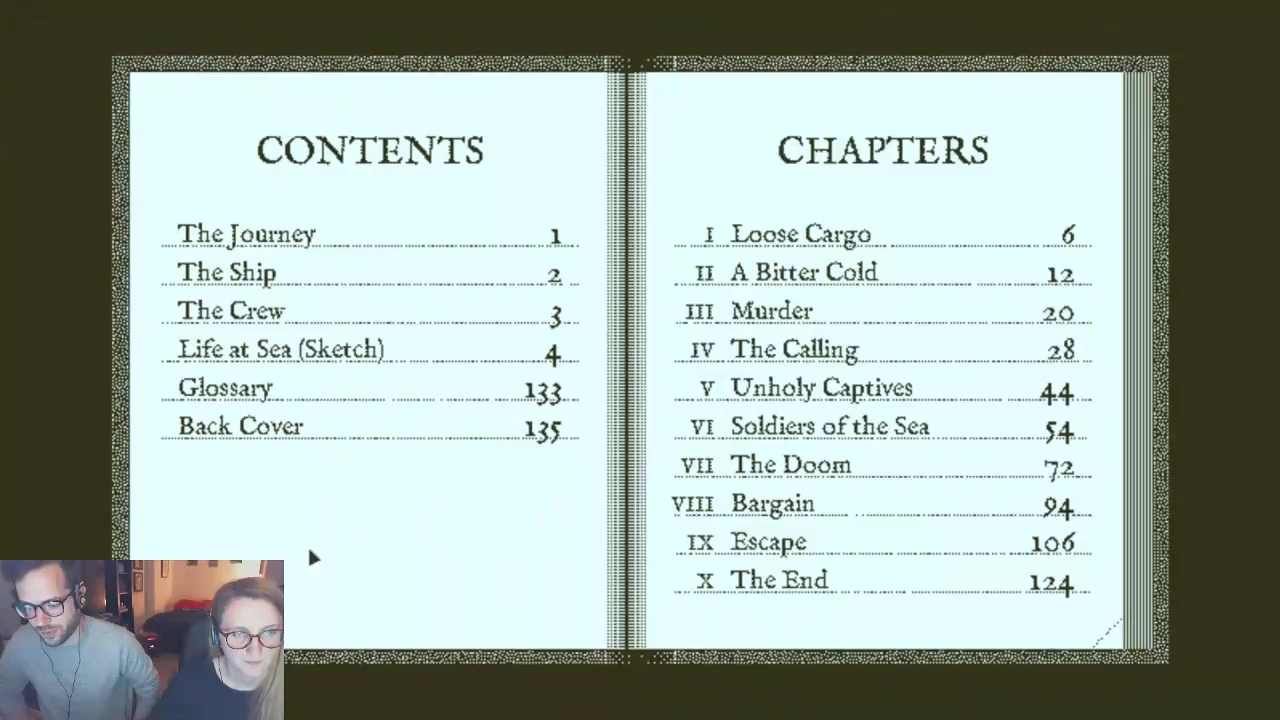 CONTENTS
The Journey 1
The Ship 2
The Crew 3
Life at Sea (Sketch) 4
Glossary 133
Back Cover 135
CHAPTERS
I Loose Cargo 6
II A Bitter Cold 12
III Murder 20
IV The Calling 28
V Unholy Captives 44
VI Soldiers of the Sea 54
VII The Doom 72
VIII Bargain 94
IX Escape 106
X The End 124